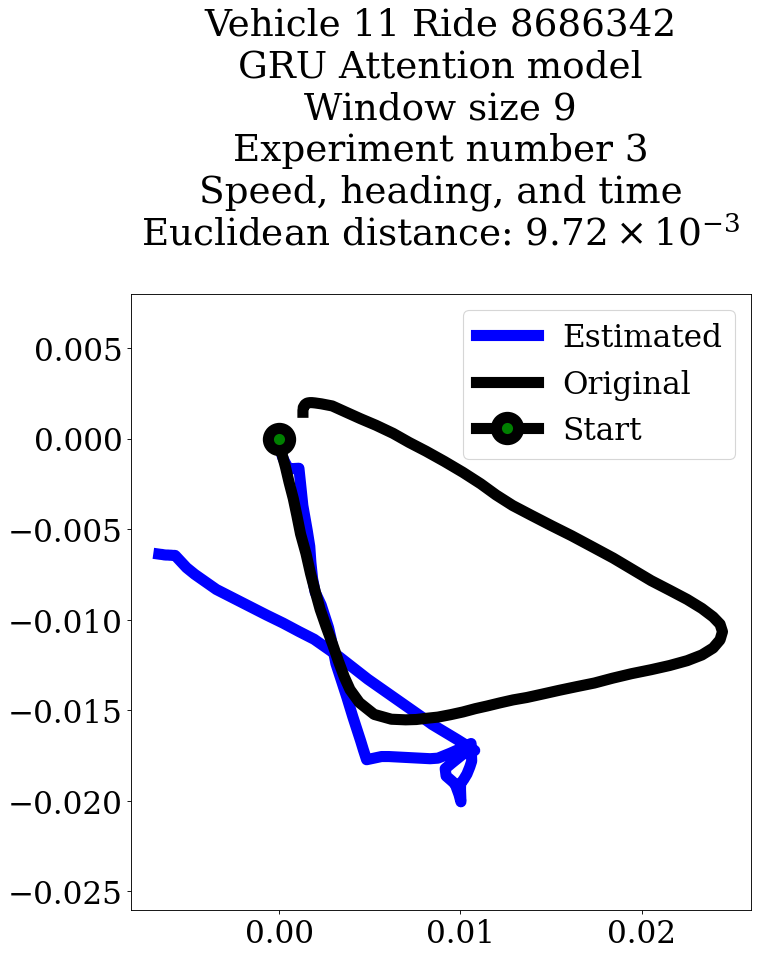 Vehicle 11 Ride 8686342
GRU Attention model
Window size 9
Experiment number 3
Speed, heading, and time
Euclidean distance: 9.72 × 10⁻³
Estimated
Original
Start
0.005
0.000
−0.005
−0.010
−0.015
−0.020
−0.025
0.00 0.01 0.02